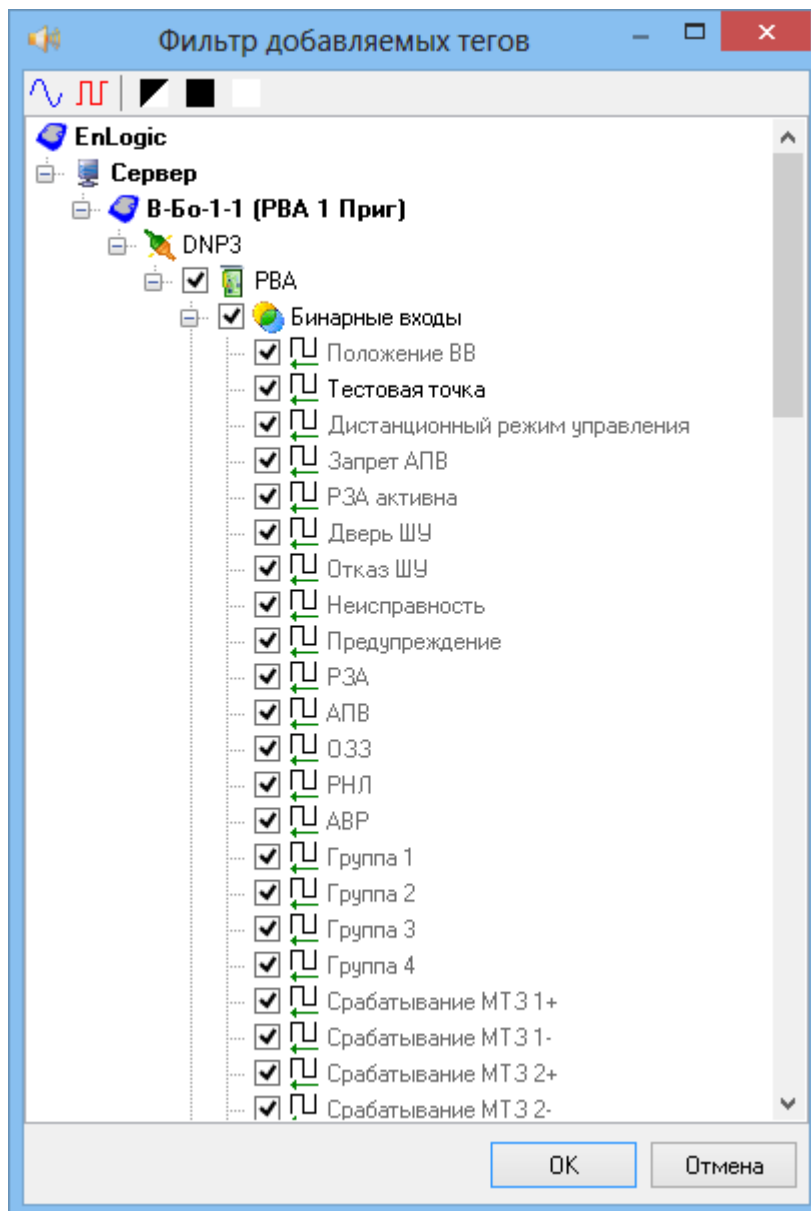 Фильтр добавляемых тегов
EnLogic
Сервер
В-Бо-1-1 (РВА 1 Приг)
DNP3
РВА
Бинарные входы
Положение ВВ
Тестовая точка
Дистанционный режим управления
Запрет АПВ
РЗА активна
Дверь ШУ
Отказ ШУ
Неисправность
Предупреждение
РЗА
АПВ
ОЗЗ
РНЛ
АВР
Группа 1
Группа 2
Группа 3
Группа 4
Срабатывание МТЗ 1+
Срабатывание МТЗ 1-
Срабатывание МТЗ 2+
Срабатывание МТЗ 2-
OK
Отмена